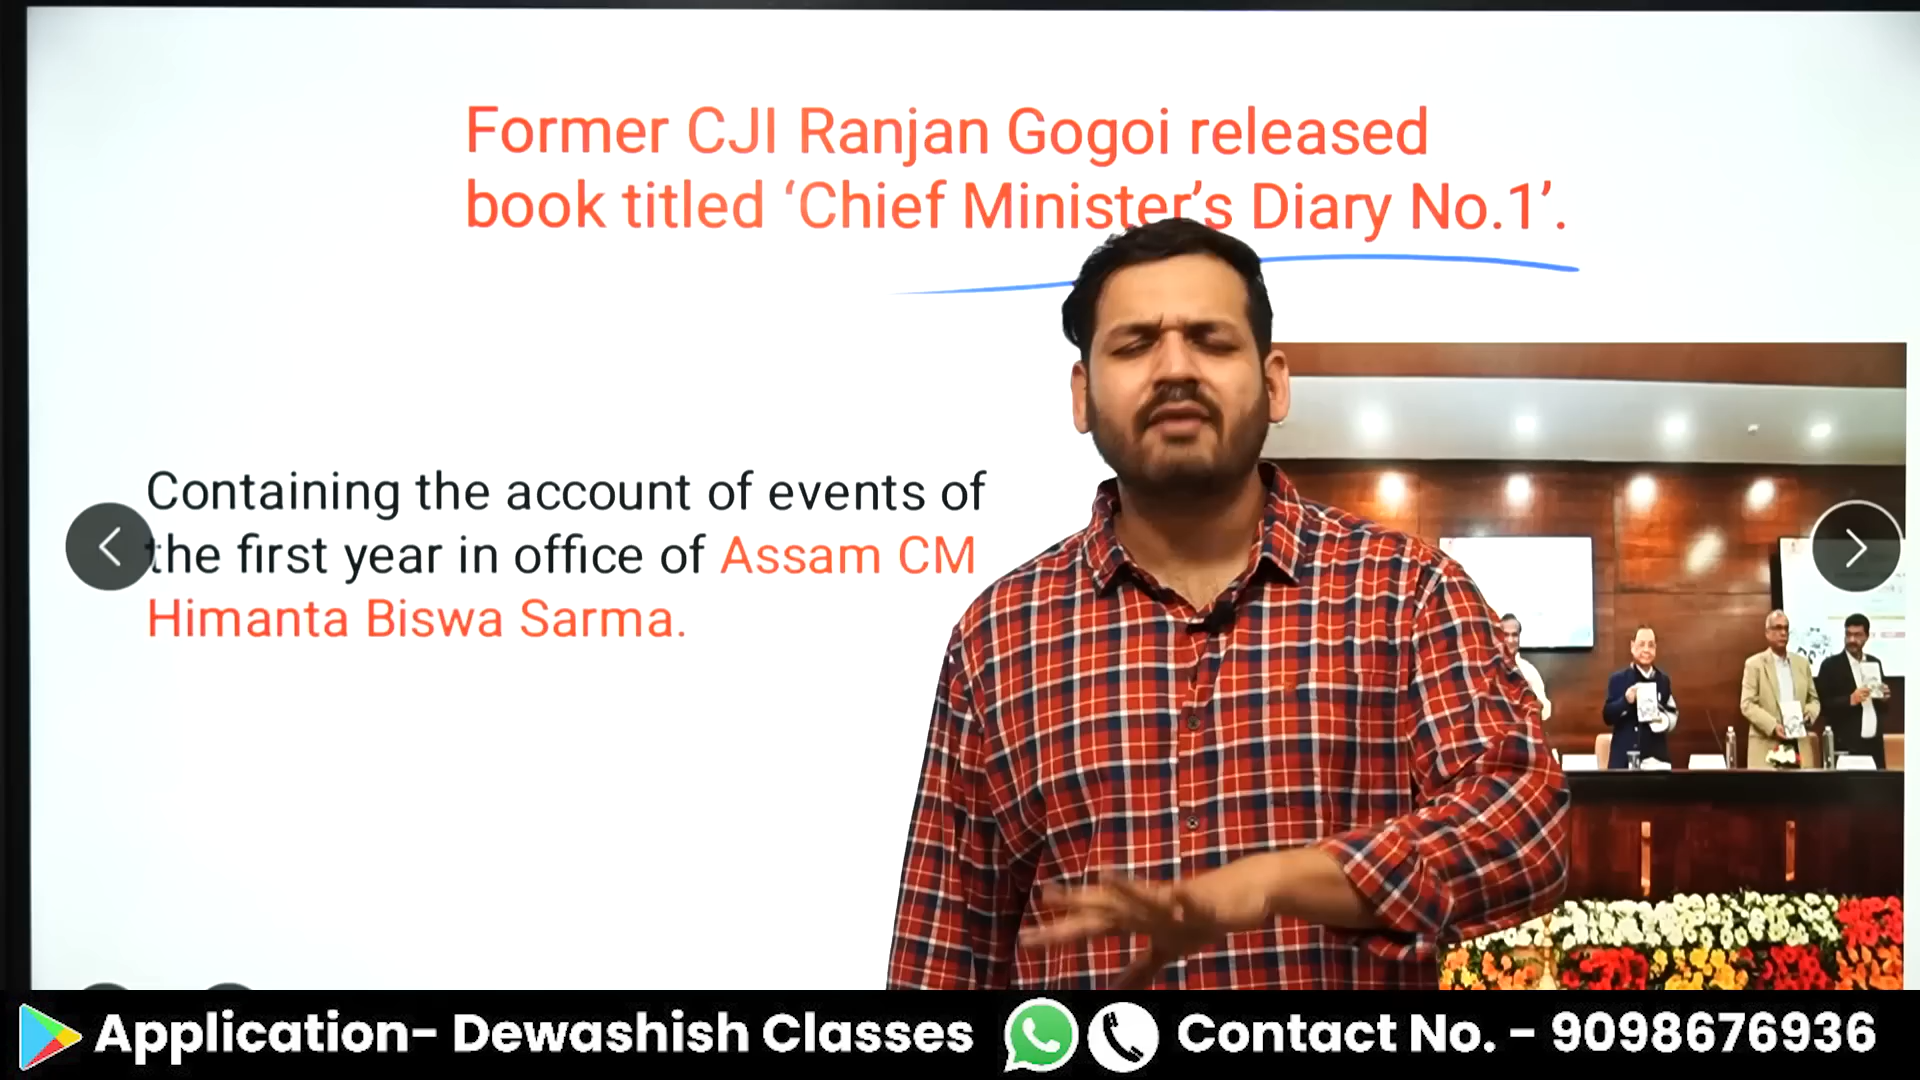 Former CJI Ranjan Gogoi released
book titled ‘Chief Minister’s Diary No.1’.
Containing the account of events of
the first year in office of Assam CM
Himanta Biswa Sarma.
Application- Dewashish Classes
Contact No. - 9098676936